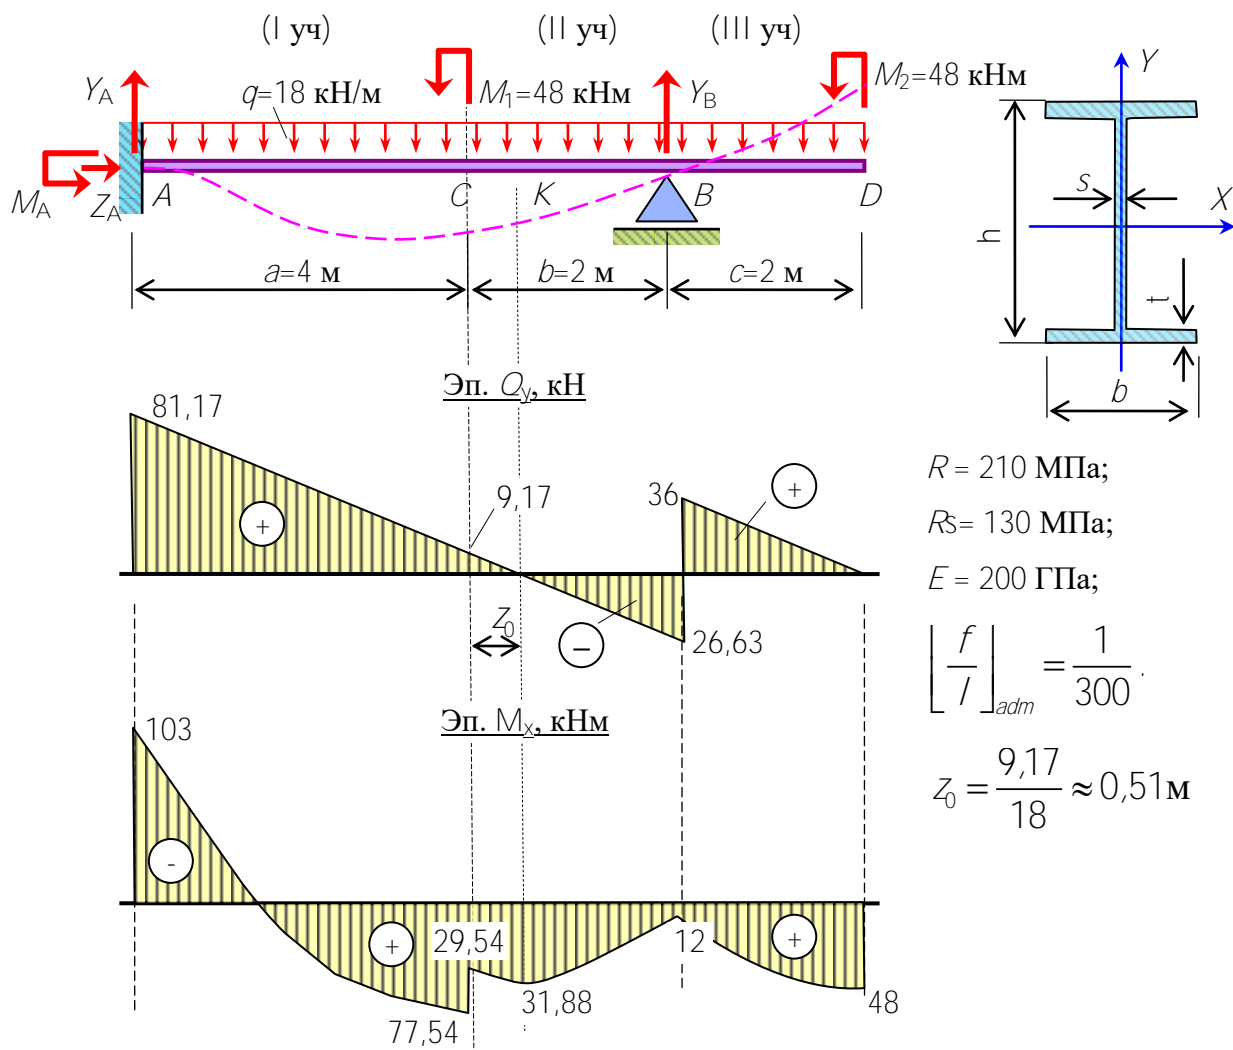 (I уч) (II уч) (III уч)
Y_A q=18 кН/м M_1=48 кНм Y_B M_2=48 кНм
M_A Z_A A C K B D
a=4 м b=2 м c=2 м
Y
s X
h
t
b
Эп. Q_y, кН
81,17
9,17
36
+ + −
Z_0
26,63
R = 210 МПа;
Rs= 130 МПа;
E = 200 ГПа;
[f/l]_adm = 1/300.
z_0 = 9,17/18 ≈ 0,51м
Эп. M_x, кНм
103
-
+ 29,54 12 +
31,88 48
77,54